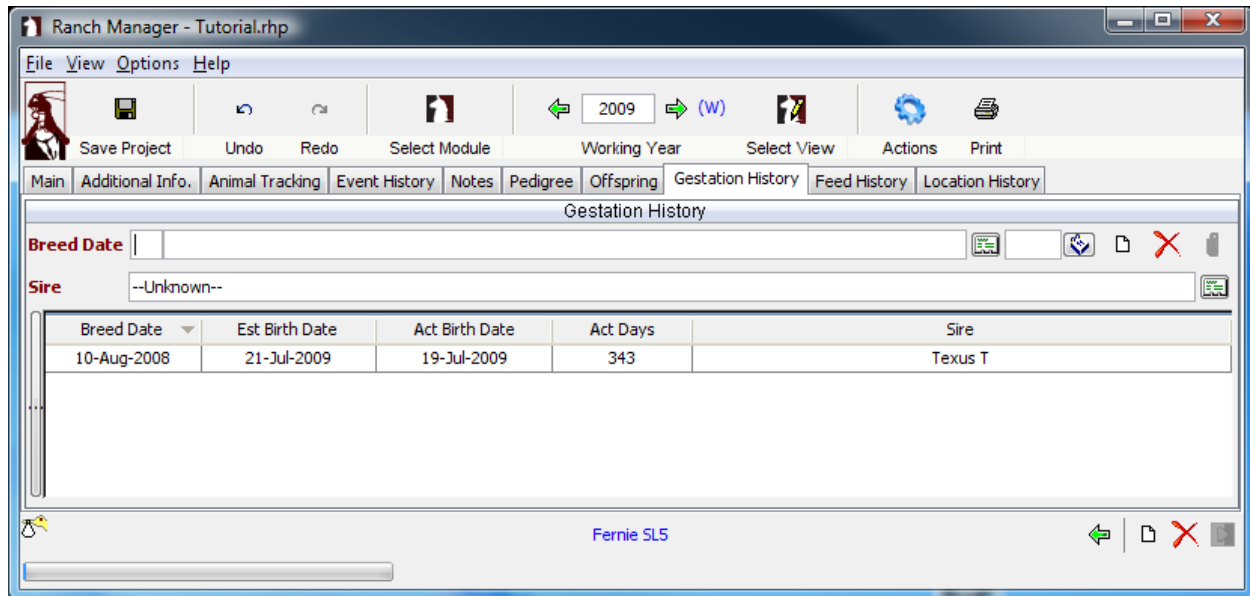 Ranch Manager - Tutorial.rhp
File View Options Help
2009 (W)
Save Project Undo Redo Select Module Working Year Select View Actions Print
Main Additional Info. Animal Tracking Event History Notes Pedigree Offspring Gestation History Feed History Location History
Gestation History
Breed Date
Sire --Unknown--
Breed Date Est Birth Date Act Birth Date Act Days Sire
10-Aug-2008 21-Jul-2009 19-Jul-2009 343 Texus T
Fernie SL5